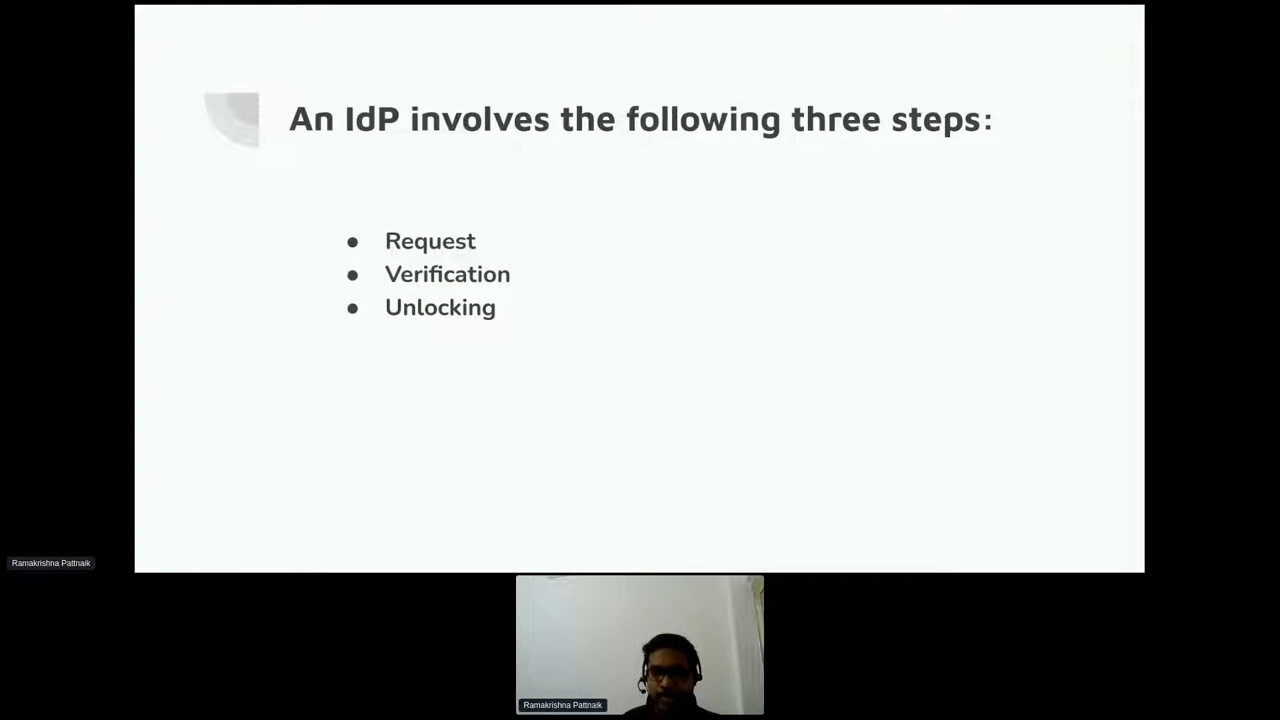 An IdP involves the following three steps:
● Request
● Verification
● Unlocking
Ramakrishna Pattnaik
Ramakrishna Pattnaik